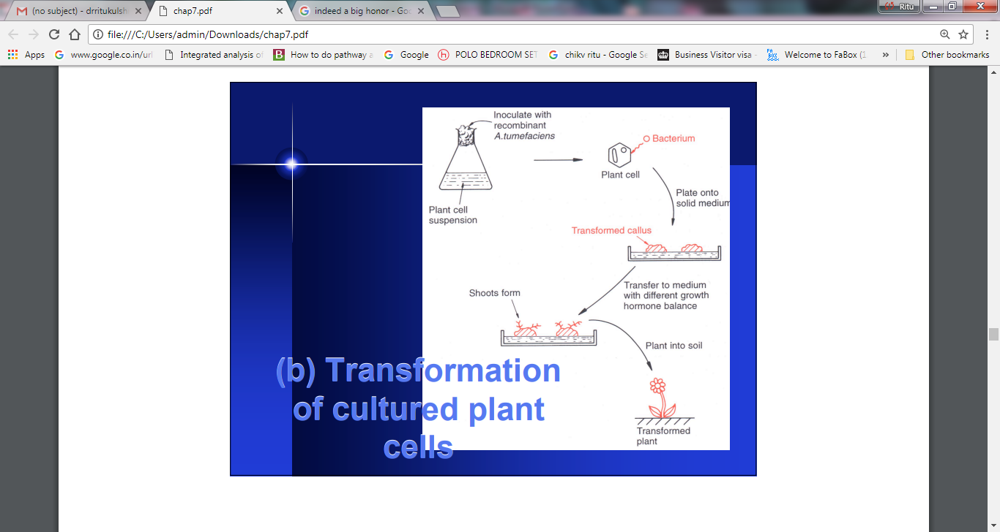 (no subject) - drritukulsh
chap7.pdf
indeed a big honor - Goo
Ritu
file:///C:/Users/admin/Downloads/chap7.pdf
Apps
www.google.co.in/url
Integrated analysis of
How to do pathway a
Google
POLO BEDROOM SET
chikv ritu - Google Se
Business Visitor visa -
FA
BOX
Welcome to FaBox (1
»
Other bookmarks
Inoculate with
recombinant
A.tumefaciens
Bacterium
Plant cell
Plate onto
solid medium
Plant cell
suspension
Transformed callus
Transfer to medium
with different growth
hormone balance
Shoots form
Plant into soil
(b) Transformation
of cultured plant
cells
Transformed
plant